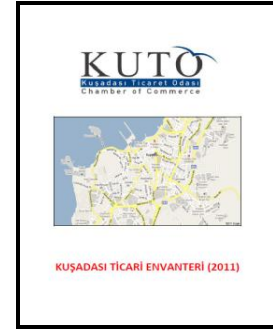 KUTO
Kuşadası Ticaret Odası
Chamber of Commerce
KUŞADASI TİCARİ ENVANTERİ (2011)